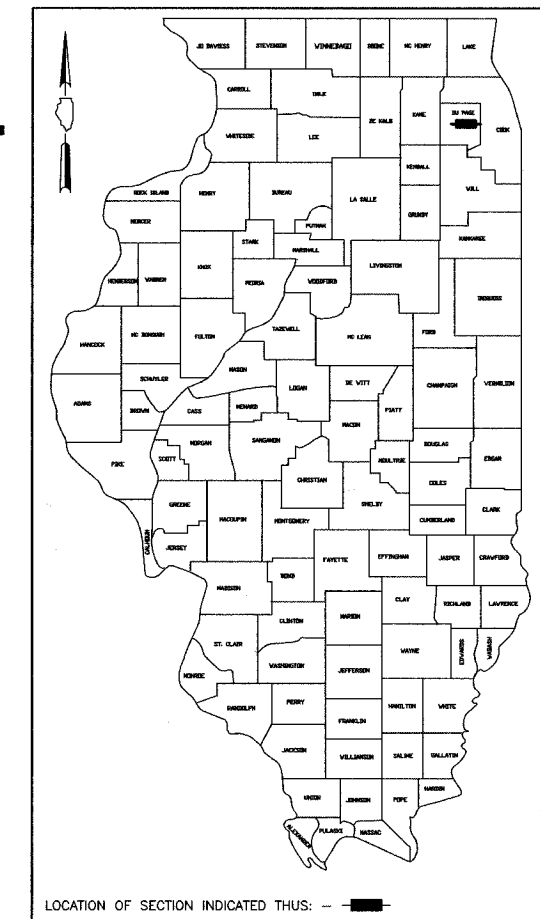 JO DAVIESS STEVENSON WINNEBAGO BOONE MC HENRY LAKE
CARROLL OGLE DE KALB KANE DU PAGE COOK
WHITESIDE LEE
KENDALL WILL
ROCK ISLAND HENRY BUREAU LA SALLE GRUNDY
MERCER PUTNAM KANKAKEE
STARK MARSHALL
HENDERSON WARREN KNOX PEORIA WOODFORD LIVINGSTON IROQUOIS
HANCOCK MC DONOUGH FULTON TAZEWELL MC LEAN FORD
MASON
SCHUYLER LOGAN DE WITT CHAMPAIGN VERMILION
ADAMS BROWN CASS MENARD MACON PIATT
MORGAN SANGAMON DOUGLAS
PIKE SCOTT MOULTRIE EDGAR
CHRISTIAN COLES
GREENE SHELBY CLARK
CALHOUN MACOUPIN MONTGOMERY CUMBERLAND
JERSEY FAYETTE EFFINGHAM JASPER CRAWFORD
MADISON BOND CLAY RICHLAND LAWRENCE
CLINTON MARION
ST. CLAIR WAYNE EDWARDS WABASH
WASHINGTON JEFFERSON
MONROE
RANDOLPH PERRY HAMILTON WHITE
FRANKLIN
JACKSON WILLIAMSON SALINE GALLATIN
UNION JOHNSON POPE HARDIN
ALEXANDER PULASKI MASSAC
LOCATION OF SECTION INDICATED THUS: –